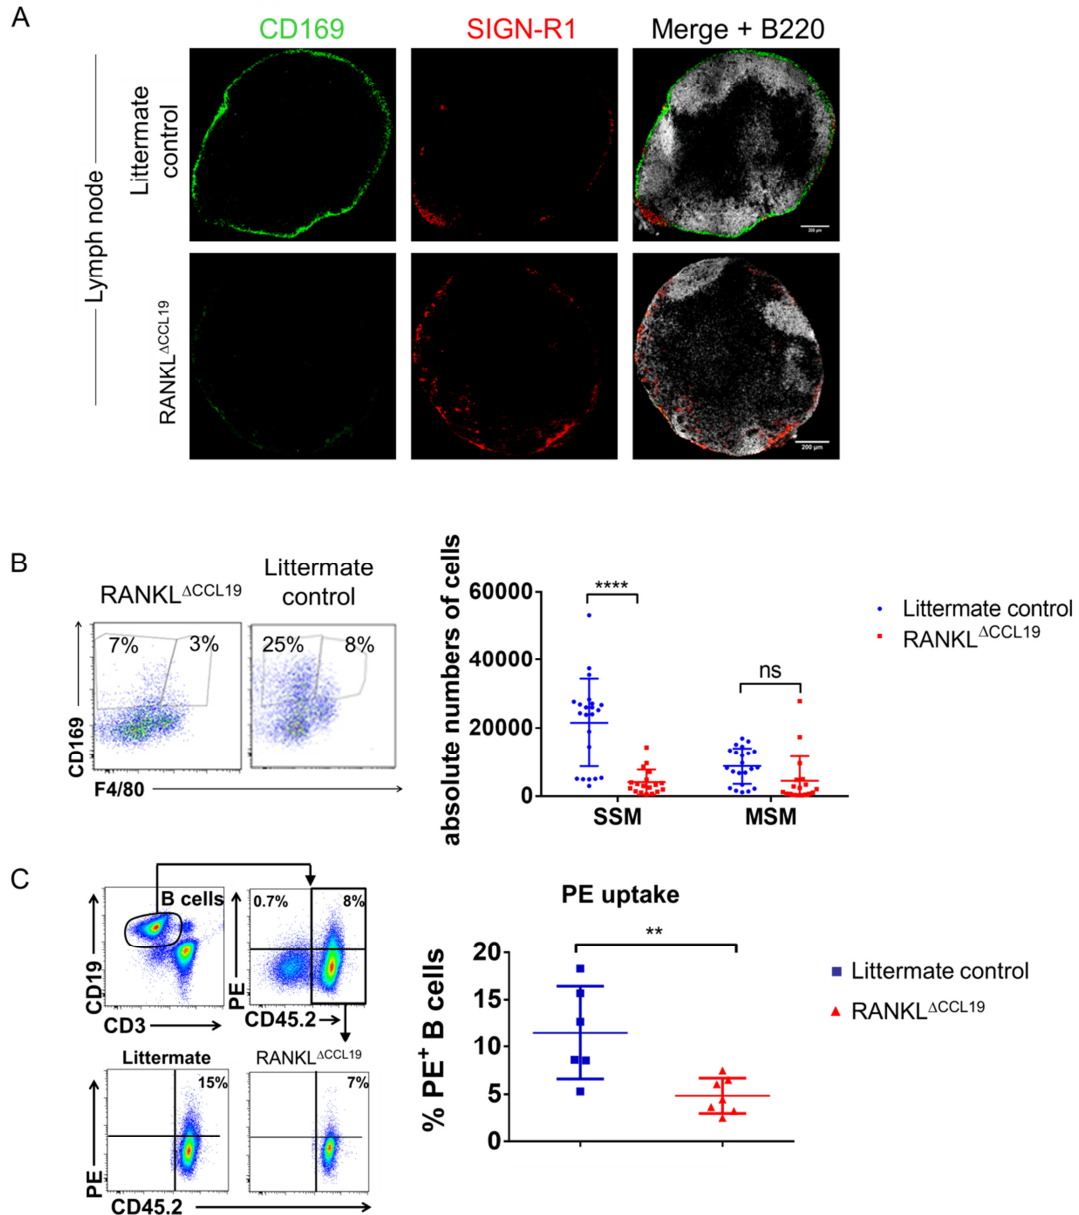 A
CD169
SIGN-R1
Merge + B220
Lymph node
Littermate
control
200 µm
RANKLΔCCL19
200 µm
B
RANKLΔCCL19
Littermate
control
7%
3%
25%
8%
CD169
F4/80
absolute numbers of cells
60000
40000
20000
0
****
ns
SSM
MSM
Littermate control
RANKLΔCCL19
C
B cells
CD19
CD3
0.7%
8%
PE
CD45.2
Littermate
RANKLΔCCL19
15%
7%
PE
CD45.2
PE uptake
% PE+ B cells
20
15
10
5
0
**
Littermate control
RANKLΔCCL19